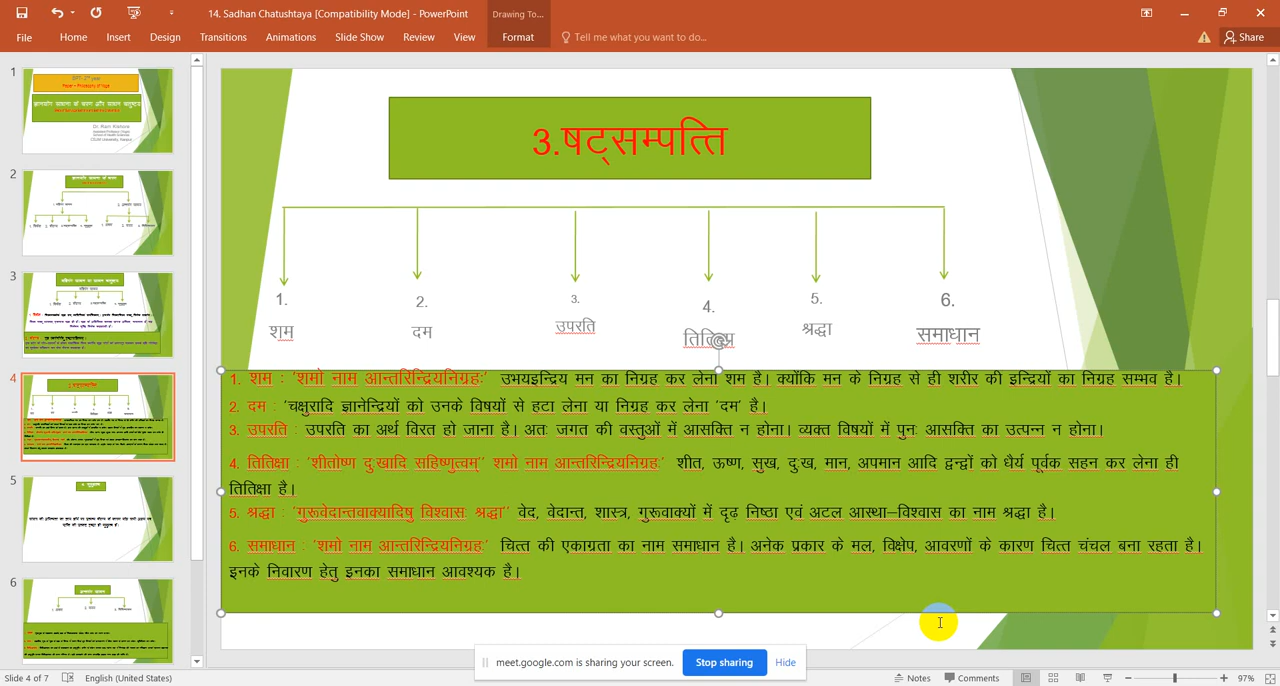 14. Sadhan Chatushtaya [Compatibility Mode] - PowerPoint
Drawing To...
File Home Insert Design Transitions Animations Slide Show Review View Format Tell me what you want to do... Share
3.षट्सम्पत्ति
1. 2. 3. 4. 5. 6.
शम दम उपरति श्रद्धा समाधान
1. शम : ‘शमो नाम आन्तरिन्द्रियनिग्रहः’ उभयइन्द्रिय मन का निग्रह कर लेना शम है। क्योंकि मन के निग्रह से ही शरीर की इन्द्रियों का निग्रह सम्भव है।
2. दम : ‘चक्षुरादि ज्ञानेन्द्रियों को उनके विषयों से हटा लेना या निग्रह कर लेना ‘दम’ है।
3. उपरति : उपरति का अर्थ विरत हो जाना है। अतः जगत की वस्तुओं में आसक्ति न होना। व्यक्त विषयों में पुनः आसक्ति का उत्पन्न न होना।
4. तितिक्षा : ‘शीतोष्ण दुःखादि सहिष्णुत्वम्” शमो नाम आन्तरिन्द्रियनिग्रहः’ शीत, ऊष्ण, सुख, दुःख, मान, अपमान आदि द्वन्द्वों को धैर्य पूर्वक सहन कर लेना ही
तितिक्षा है।
5. श्रद्धा : ‘गुरूवेदान्तवाक्यादिषु विश्वासः श्रद्धा” वेद, वेदान्त, शास्त्र, गुरूवाक्यों में दृढ़ निष्ठा एवं अटल आस्था–विश्वास का नाम श्रद्धा है।
6. समाधान : ‘शमो नाम आन्तरिन्द्रियनिग्रहः’ चित्त की एकाग्रता का नाम समाधान है। अनेक प्रकार के मल, विक्षेप, आवरणों के कारण चित्त चंचल बना रहता है।
इनके निवारण हेतु इनका समाधान आवश्यक है।
1
2
3
4
5
6
meet.google.com is sharing your screen. Stop sharing Hide
Slide 4 of 7 English (United States) Notes Comments 97%